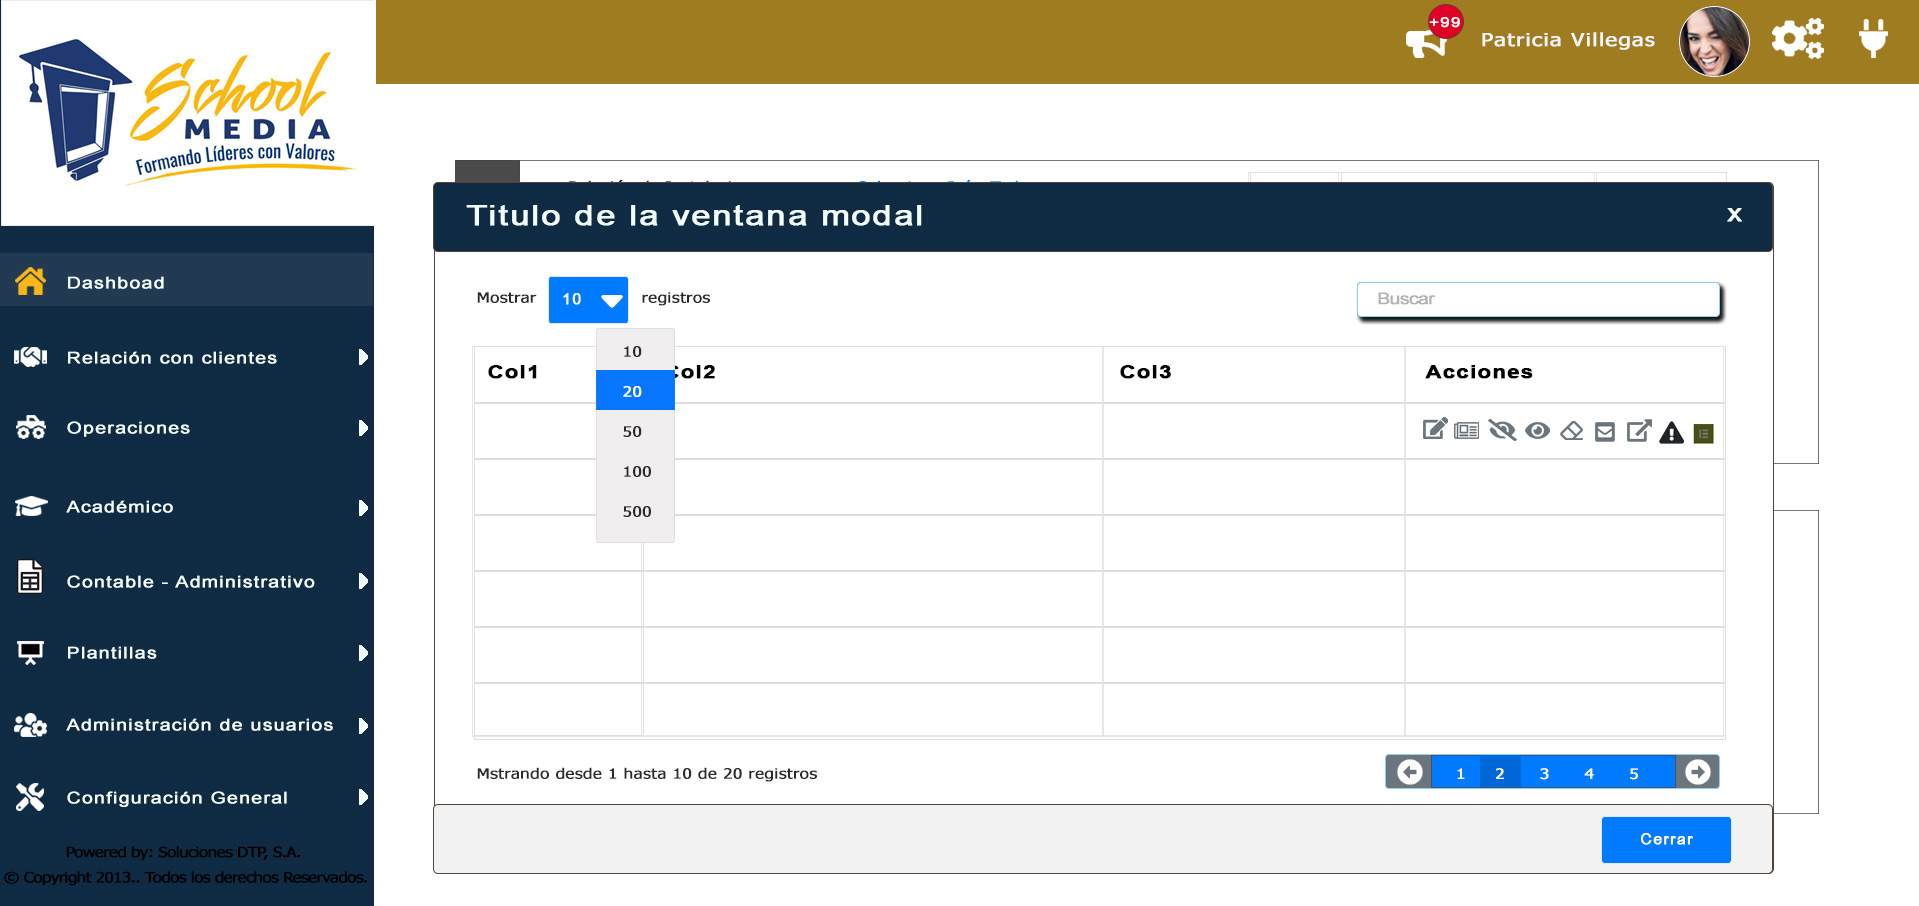 School
MEDIA
Formando Líderes con Valores
+99
Patricia Villegas
Dashboad
Relación con clientes
Operaciones
Académico
Contable - Administrativo
Plantillas
Administración de usuarios
Configuración General
Powered by: Soluciones DTP, S.A.
© Copyright 2013.. Todos los derechos Reservados.
Titulo de la ventana modal
X
Mostrar 10 registros
Buscar
10
20
50
100
500
Col1 Col2 Col3 Acciones
Mstrando desde 1 hasta 10 de 20 registros
1 2 3 4 5
Cerrar